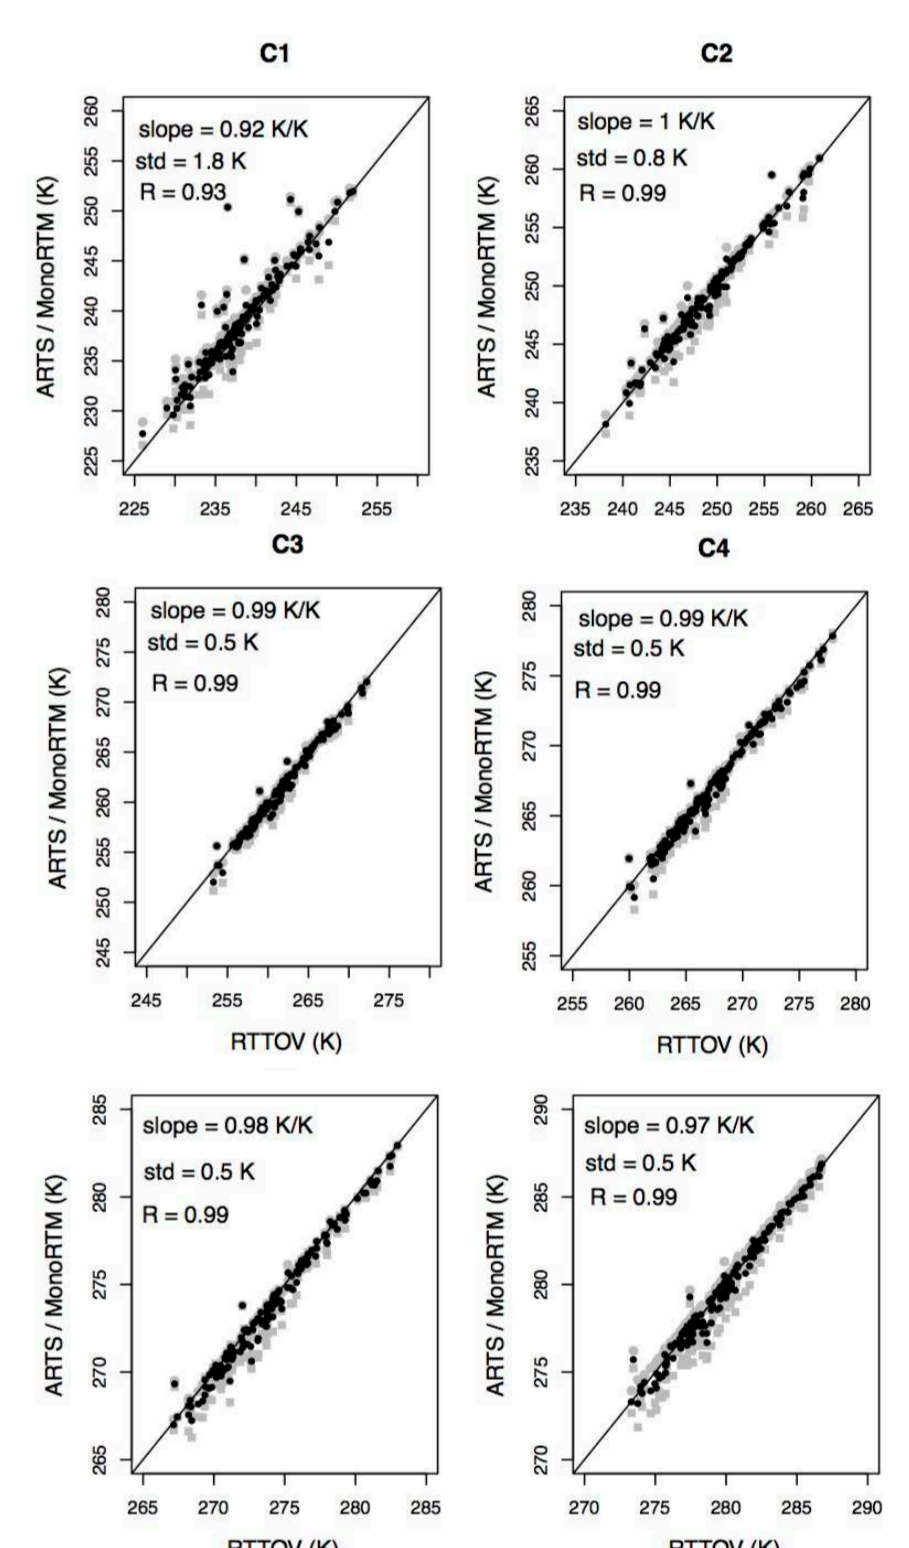 C1
slope = 0.92 K/K
std = 1.8 K
R = 0.93
ARTS / MonoRTM (K)
260
255
250
245
240
235
230
225
225 235 245 255
C2
slope = 1 K/K
std = 0.8 K
R = 0.99
ARTS / MonoRTM (K)
265
260
255
250
245
240
235
235 240 245 250 255 260 265
C3
slope = 0.99 K/K
std = 0.5 K
R = 0.99
ARTS / MonoRTM (K)
280
275
270
265
260
255
250
245
245 255 265 275
RTTOV (K)
C4
slope = 0.99 K/K
std = 0.5 K
R = 0.99
ARTS / MonoRTM (K)
280
275
270
265
260
255
255 260 265 270 275 280
RTTOV (K)
slope = 0.98 K/K
std = 0.5 K
R = 0.99
ARTS / MonoRTM (K)
285
280
275
270
265
265 270 275 280 285
RTTOV (K)
slope = 0.97 K/K
std = 0.5 K
R = 0.99
ARTS / MonoRTM (K)
290
285
280
275
270
270 275 280 285 290
RTTOV (K)